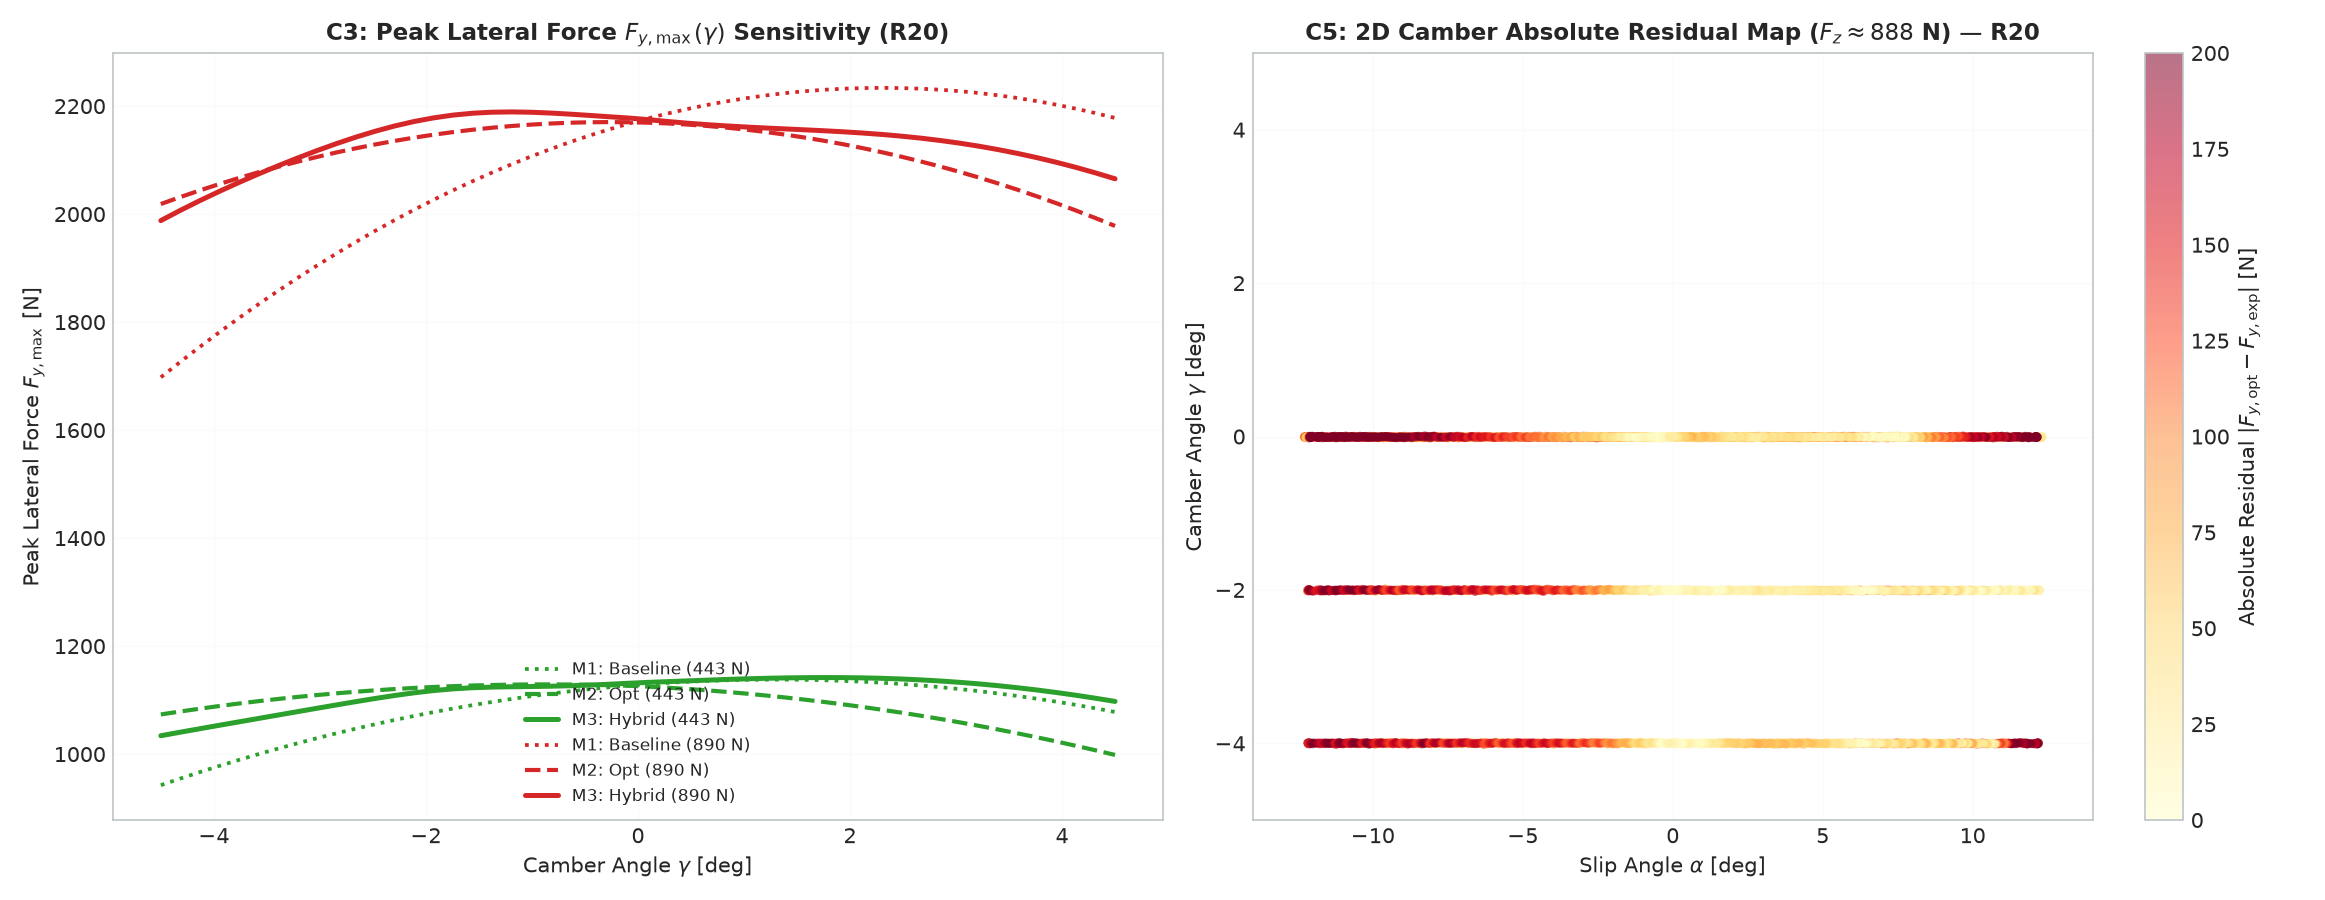 C3: Peak Lateral Force F_{y,max}(γ) Sensitivity (R20)
Peak Lateral Force F_{y,max} [N]
2200
2000
1800
1600
1400
1200
1000
M1: Baseline (443 N)
M2: Opt (443 N)
M3: Hybrid (443 N)
M1: Baseline (890 N)
M2: Opt (890 N)
M3: Hybrid (890 N)
−4 −2 0 2 4
Camber Angle γ [deg]
C5: 2D Camber Absolute Residual Map (F_z ≈ 888 N) — R20
Camber Angle γ [deg]
4
2
0
−2
−4
−10 −5 0 5 10
Slip Angle α [deg]
200
175
150
125
100
75
50
25
0
Absolute Residual |F_{y,opt} − F_{y,exp}| [N]